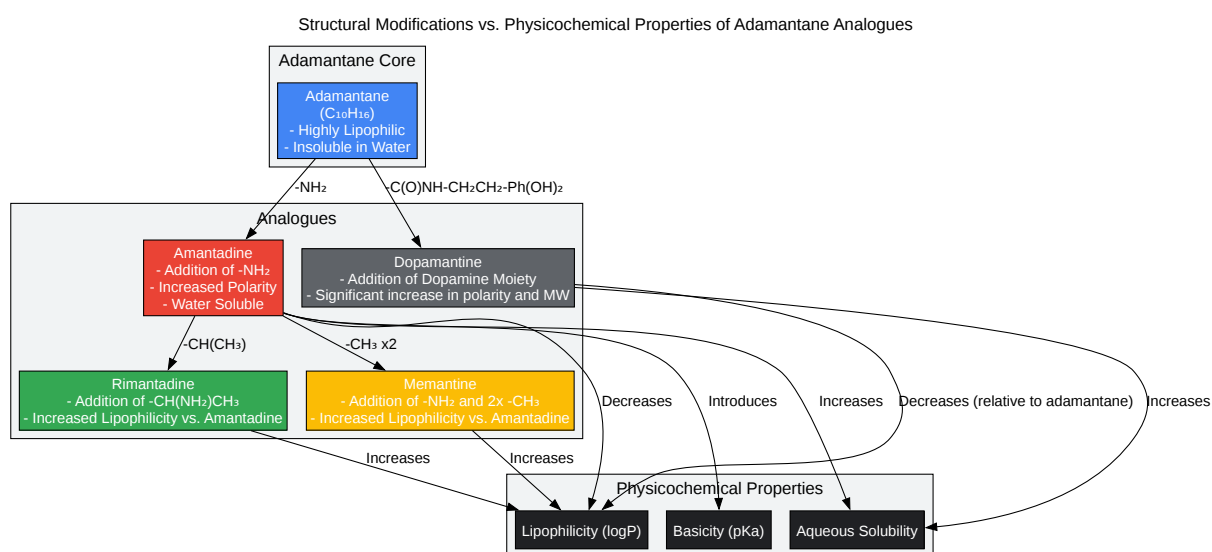 Structural Modifications vs. Physicochemical Properties of Adamantane Analogues
Adamantane Core
Adamantane
(C₁₀H₁₆)
- Highly Lipophilic
- Insoluble in Water
-NH₂
-C(O)NH-CH₂CH₂-Ph(OH)₂
Analogues
Amantadine
- Addition of -NH₂
- Increased Polarity
- Water Soluble
Dopamantine
- Addition of Dopamine Moiety
- Significant increase in polarity and MW
-CH(CH₃)
-CH₃ x2
Rimantadine
- Addition of -CH(NH₂)CH₃
- Increased Lipophilicity vs. Amantadine
Memantine
- Addition of -NH₂ and 2x -CH₃
- Increased Lipophilicity vs. Amantadine
Decreases
Introduces
Increases
Decreases (relative to adamantane)
Increases
Increases
Increases
Physicochemical Properties
Lipophilicity (logP)
Basicity (pKa)
Aqueous Solubility